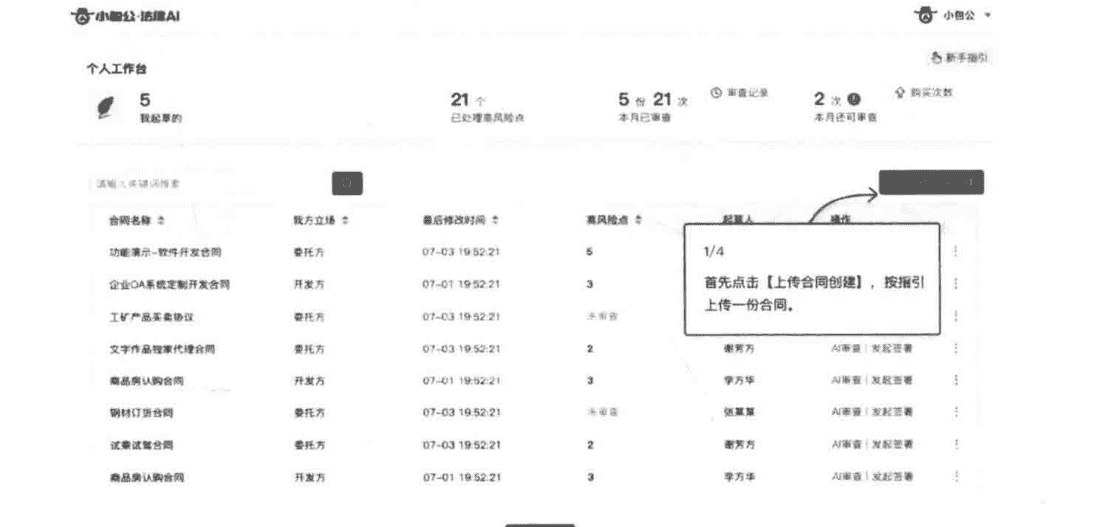 小包公·法律AI
小包公
新手指引
个人工作台
5
我起草的
21 个
已处理高风险点
5 份 21 次
本月已审查
审查记录
2 次
本月还可审查
购买次数
请输入关键词搜索
合同名称 我方立场 最后修改时间 高风险点 起草人 操作
功能演示-软件开发合同 委托方 07-03 19:52:21 5
企业OA系统定制开发合同 开发方 07-01 19:52:21 3
工矿产品买卖协议 委托方 07-03 19:52:21 未审查
1/4
首先点击【上传合同创建】，按指引
上传一份合同。
文字作品独家代理合同 委托方 07-03 19:52:21 2 谢芳方 AI审查 | 发起签署
商品房认购合同 开发方 07-01 19:52:21 3 李方华 AI审查 | 发起签署
钢材订货合同 委托方 07-03 19:52:21 未审查 张某某 AI审查 | 发起签署
试乘试驾合同 委托方 07-03 19:52:21 2 谢芳方 AI审查 | 发起签署
商品房认购合同 开发方 07-01 19:52:21 3 李方华 AI审查 | 发起签署